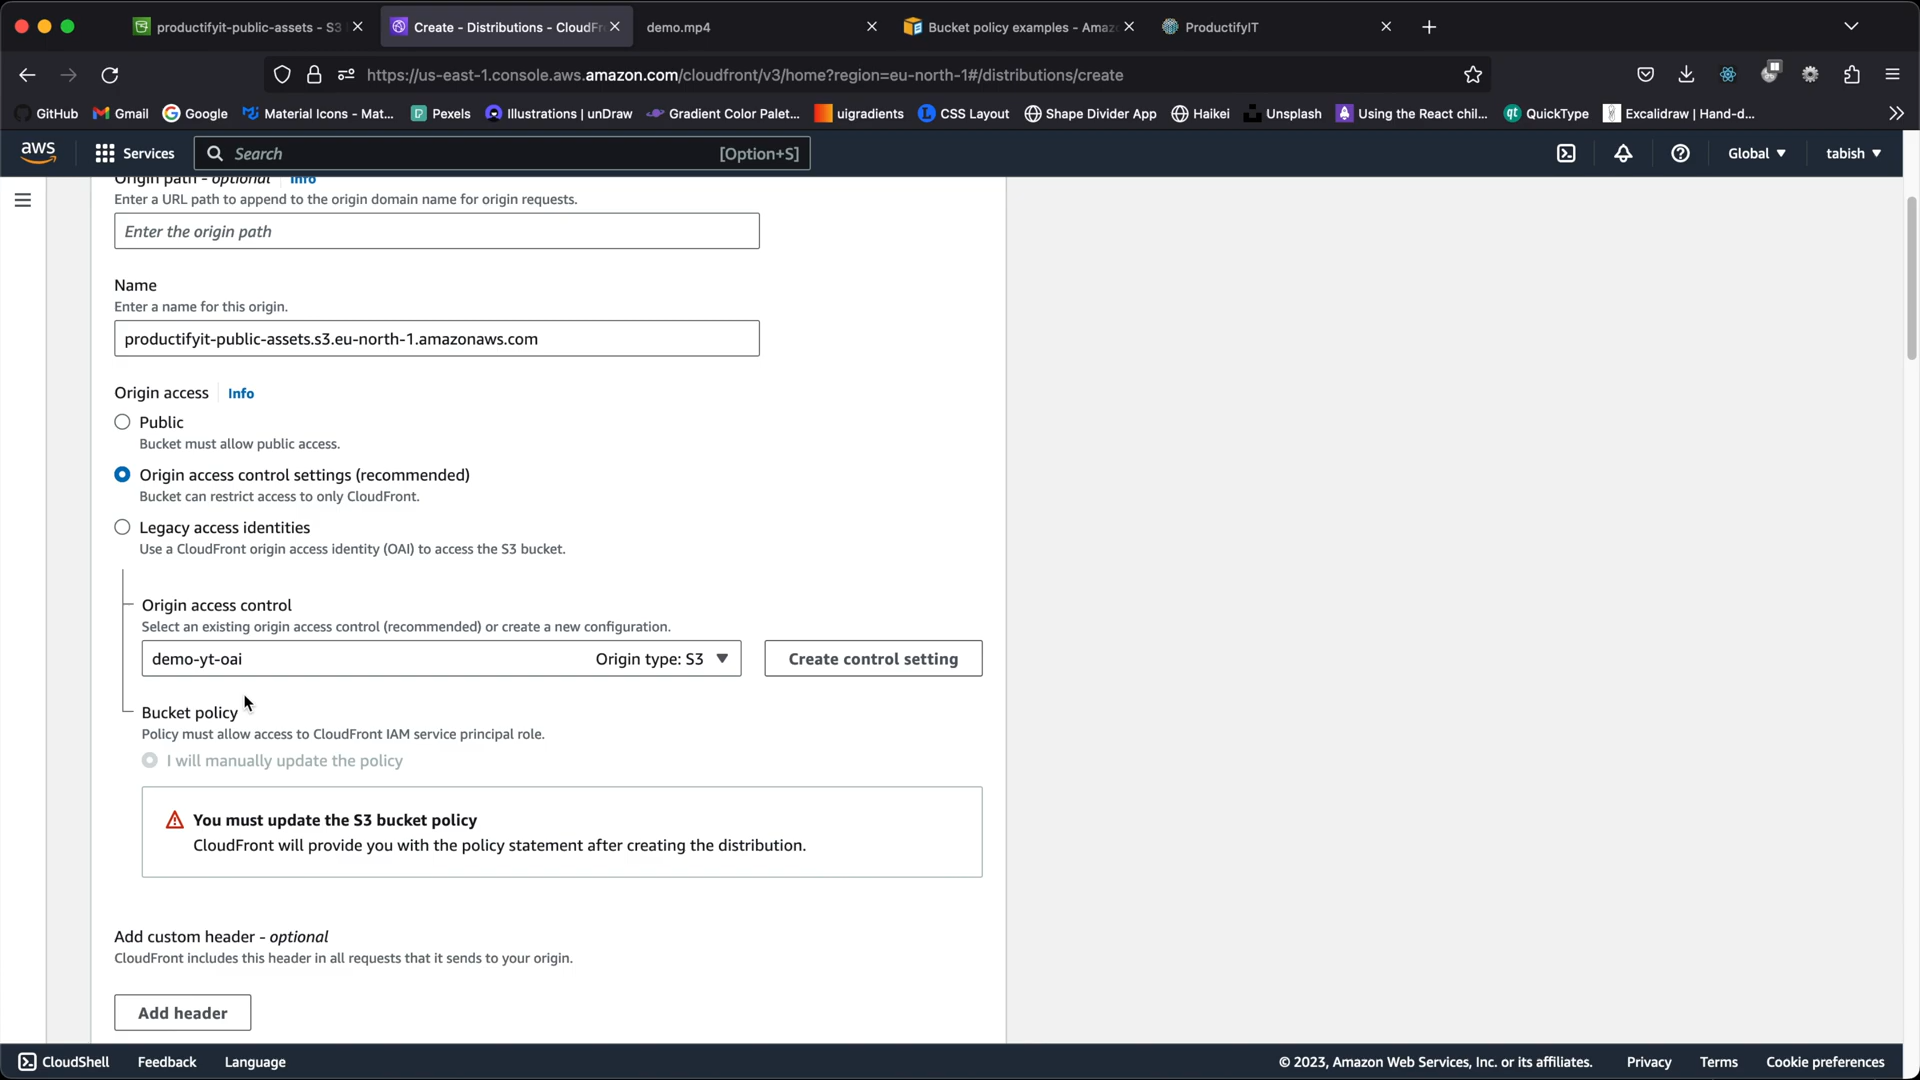 productifyit-public-assets - S3
Create - Distributions - CloudFr
demo.mp4
Bucket policy examples - Amaz
ProductifyIT
https://us-east-1.console.aws.amazon.com/cloudfront/v3/home?region=eu-north-1#/distributions/create
GitHub
Gmail
Google
Material Icons - Mat...
Pexels
Illustrations | unDraw
Gradient Color Palet...
uigradients
CSS Layout
Shape Divider App
Haikei
Unsplash
Using the React chil...
qt QuickType
Excalidraw | Hand-d...
aws
Services
Search
[Option+S]
Global
tabish
Origin path - optional
Info
Enter a URL path to append to the origin domain name for origin requests.
Enter the origin path
Name
Enter a name for this origin.
productifyit-public-assets.s3.eu-north-1.amazonaws.com
Origin access
Info
Public
Bucket must allow public access.
Origin access control settings (recommended)
Bucket can restrict access to only CloudFront.
Legacy access identities
Use a CloudFront origin access identity (OAI) to access the S3 bucket.
Origin access control
Select an existing origin access control (recommended) or create a new configuration.
demo-yt-oai
Origin type: S3
Create control setting
Bucket policy
Policy must allow access to CloudFront IAM service principal role.
I will manually update the policy
You must update the S3 bucket policy
CloudFront will provide you with the policy statement after creating the distribution.
Add custom header - optional
CloudFront includes this header in all requests that it sends to your origin.
Add header
CloudShell
Feedback
Language
© 2023, Amazon Web Services, Inc. or its affiliates.
Privacy
Terms
Cookie preferences